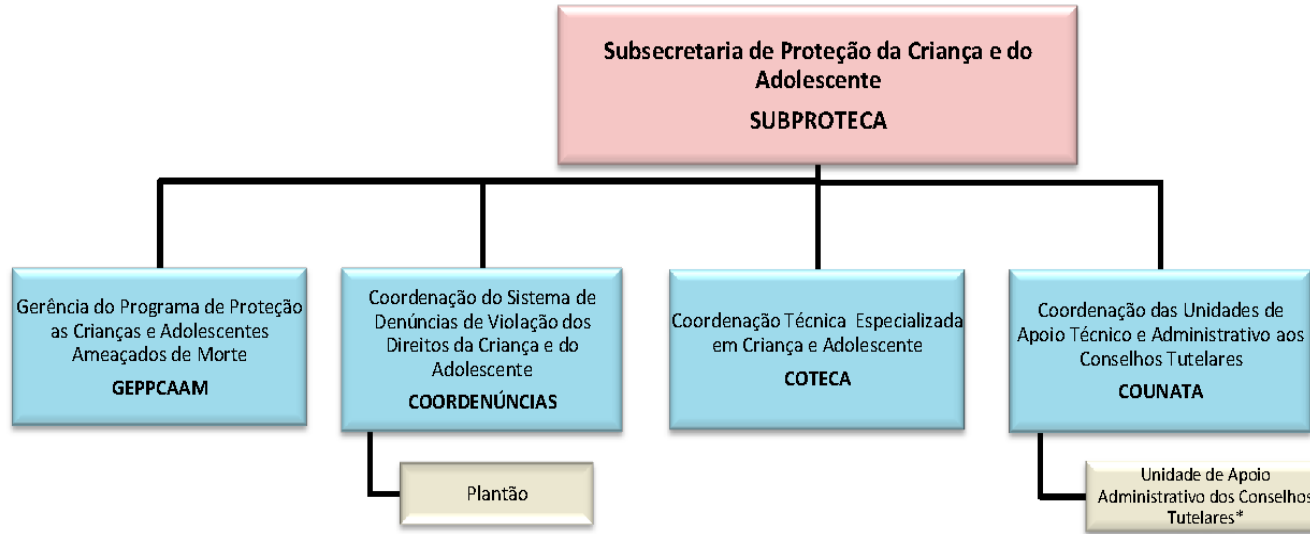 Subsecretaria de Proteção da Criança e do
Adolescente
SUBPROTECA
Gerência do Programa de Proteção
as Crianças e Adolescentes
Ameaçados de Morte
GEPPCAAM
Coordenação do Sistema de
Denúncias de Violação dos
Direitos da Criança e do
Adolescente
COORDENÚNCIAS
Coordenação Técnica Especializada
em Criança e Adolescente
COTECA
Coordenação das Unidades de
Apoio Técnico e Administrativo aos
Conselhos Tutelares
COUNATA
Plantão
Unidade de Apoio
Administrativo dos Conselhos
Tutelares*